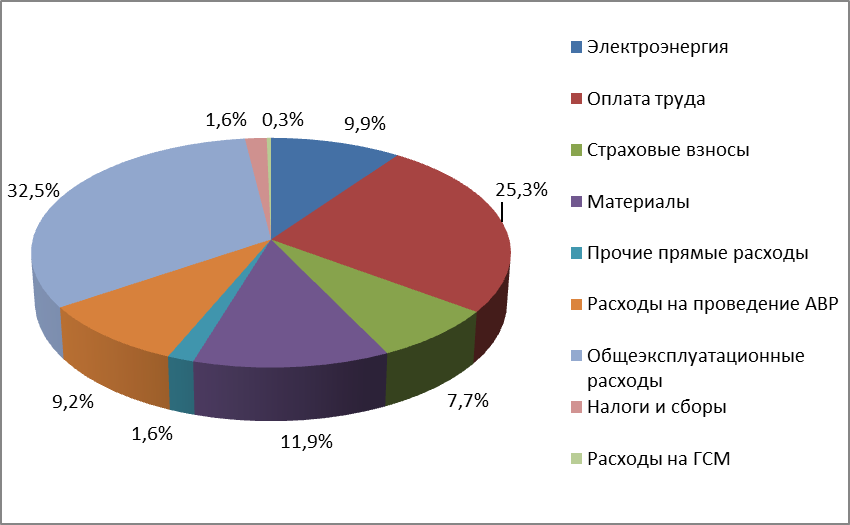 Электроэнергия
Оплата труда
Страховые взносы
Материалы
Прочие прямые расходы
Расходы на проведение АВР
Общеэксплуатационные
расходы
Налоги и сборы
Расходы на ГСМ
1,6%
0,3%
9,9%
32,5%
25,3%
9,2%
7,7%
1,6%
11,9%